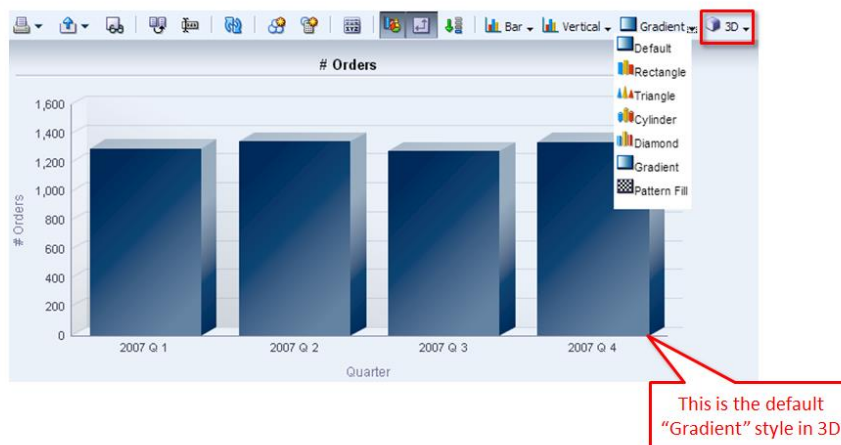 Bar Vertical Gradient 3D
Default
Rectangle
Triangle
Cylinder
Diamond
Gradient
Pattern Fill
# Orders
1,600
1,400
1,200
1,000
800
600
400
200
0
# Orders
2007 Q 1 2007 Q 2 2007 Q 3 2007 Q 4
Quarter
This is the default
“Gradient” style in 3D